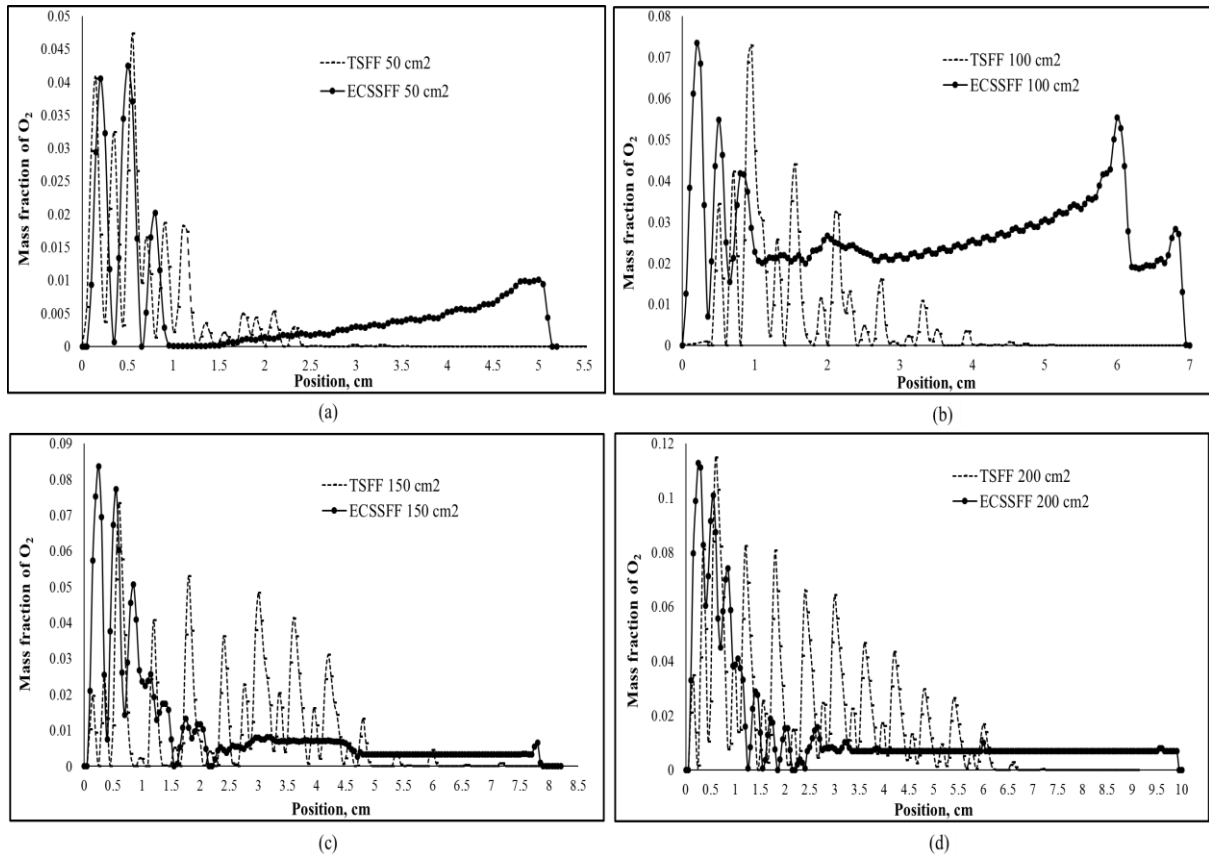 0.05
0.045
0.04
0.035
0.03
0.025
0.02
0.015
0.01
0.005
0
Mass fraction of O₂
TSFF 50 cm2
ECSSFF 50 cm2
0 0.5 1 1.5 2 2.5 3 3.5 4 4.5 5 5.5
Position, cm
(a)
0.08
0.07
0.06
0.05
0.04
0.03
0.02
0.01
0
Mass fraction of O₂
TSFF 100 cm2
ECSSFF 100 cm2
0 1 2 3 4 5 6 7
Position, cm
(b)
0.09
0.08
0.07
0.06
0.05
0.04
0.03
0.02
0.01
0
Mass fraction of O₂
TSFF 150 cm2
ECSSFF 150 cm2
0 0.5 1 1.5 2 2.5 3 3.5 4 4.5 5 5.5 6 6.5 7 7.5 8 8.5
Position, cm
(c)
0.12
0.1
0.08
0.06
0.04
0.02
0
Mass fraction of O₂
TSFF 200 cm2
ECSSFF 200 cm2
0 0.5 1 1.5 2 2.5 3 3.5 4 4.5 5 5.5 6 6.5 7 7.5 8 8.5 9 9.5 10
Position, cm
(d)